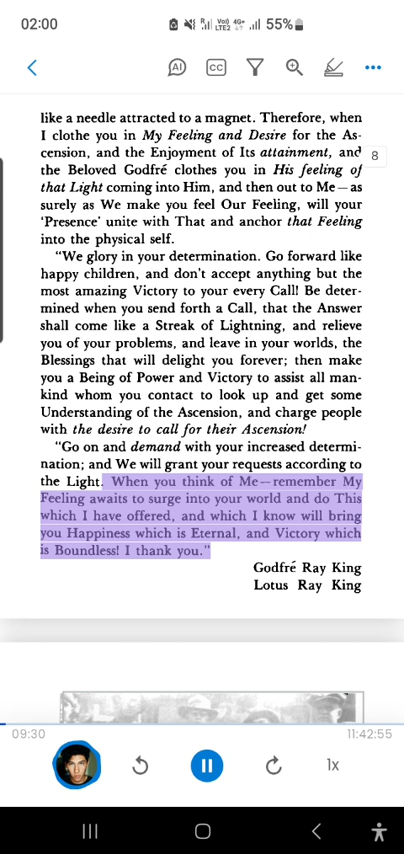 02:00
Vo))
LTE2
4G+
55%
AI
CC
8
like a needle attracted to a magnet. Therefore, when
I clothe you in My Feeling and Desire for the As-
cension, and the Enjoyment of Its attainment, and
the Beloved Godfré clothes you in His feeling of
that Light coming into Him, and then out to Me—as
surely as We make you feel Our Feeling, will your
'Presence' unite with That and anchor that Feeling
into the physical self.
"We glory in your determination. Go forward like
happy children, and don't accept anything but the
most amazing Victory to your every Call! Be deter-
mined when you send forth a Call, that the Answer
shall come like a Streak of Lightning, and relieve
you of your problems, and leave in your worlds, the
Blessings that will delight you forever; then make
you a Being of Power and Victory to assist all man-
kind whom you contact to look up and get some
Understanding of the Ascension, and charge people
with the desire to call for their Ascension!
"Go on and demand with your increased determi-
nation; and We will grant your requests according to
the Light. When you think of Me—remember My
Feeling awaits to surge into your world and do This
which I have offered, and which I know will bring
you Happiness which is Eternal, and Victory which
is Boundless! I thank you."
Godfré Ray King
Lotus Ray King
09:30
11:42:55
1x